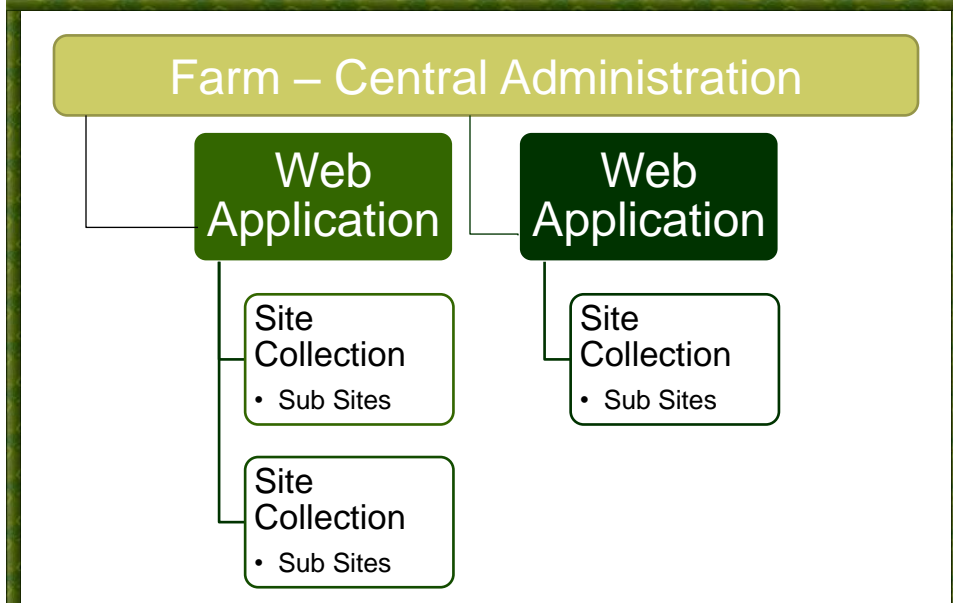 Farm – Central Administration
Web
Application
Site
Collection
• Sub Sites
Site
Collection
• Sub Sites
Web
Application
Site
Collection
• Sub Sites